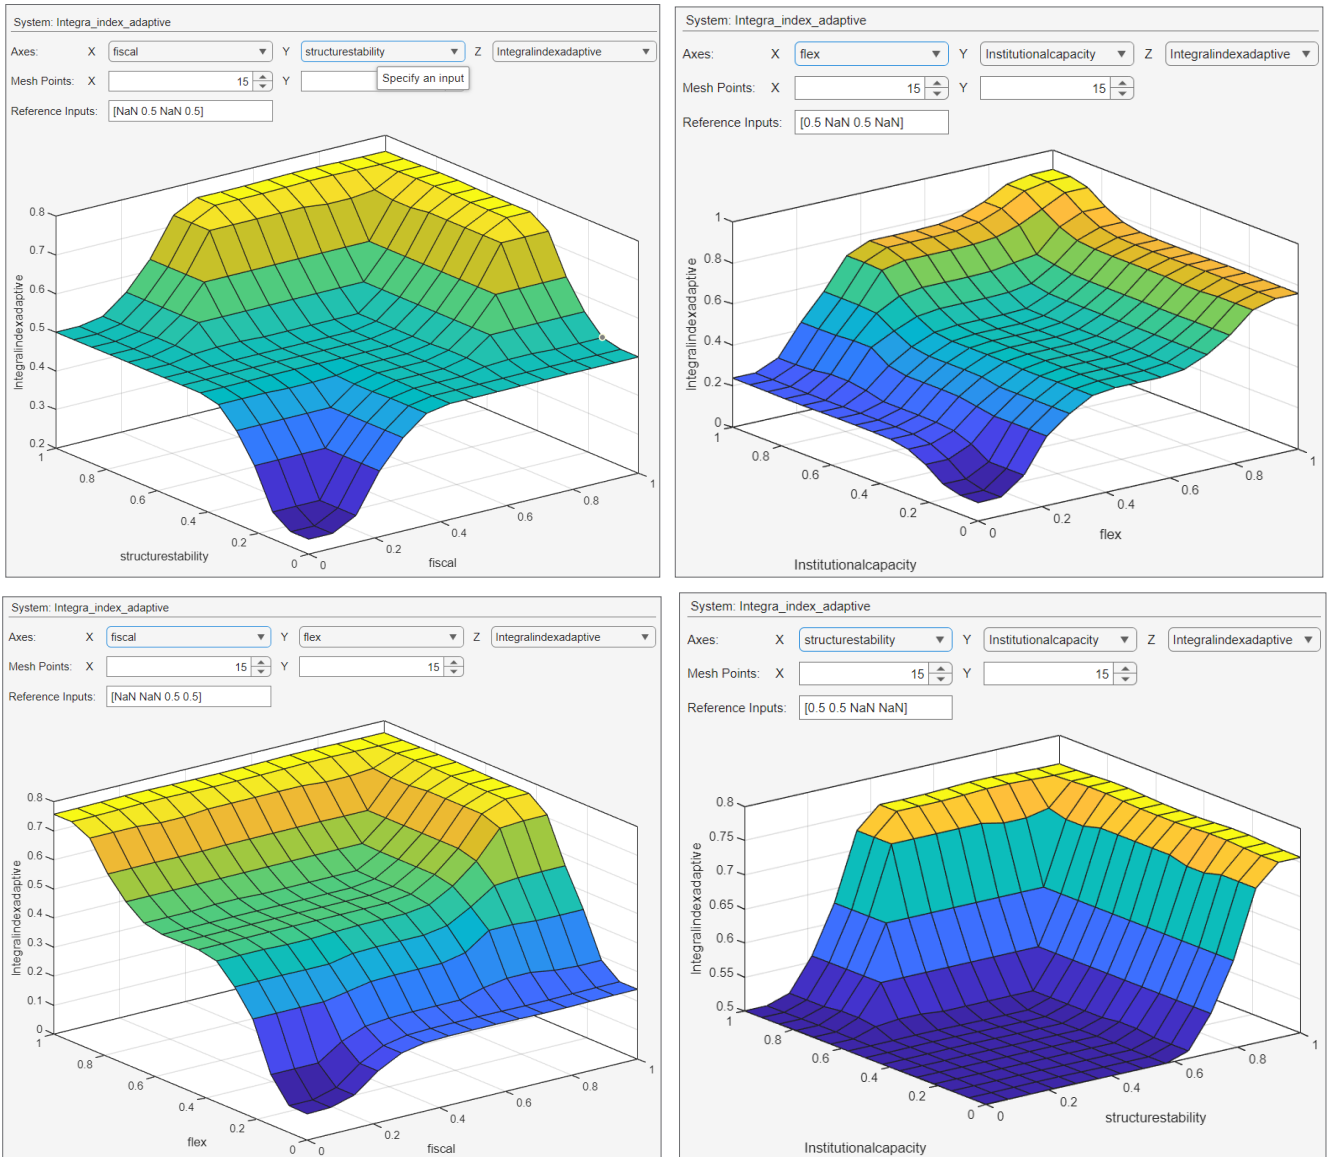 System: Integra_index_adaptive
Axes: X fiscal Y structurestability Z Integralindexadaptive
Mesh Points: X 15 Y
Specify an input
Reference Inputs: [NaN 0.5 NaN 0.5]
0.8
0.7
0.6
0.5
0.4
0.3
0.2
Integralindexadaptive
1
0.8
0.6
0.4
0.2
0
structurestability
0
0.2
0.4
0.6
0.8
1
fiscal
System: Integra_index_adaptive
Axes: X flex Y Institutionalcapacity Z Integralindexadaptive
Mesh Points: X 15 Y 15
Reference Inputs: [0.5 NaN 0.5 NaN]
1
0.8
0.6
0.4
0.2
0
Integralindexadaptive
1
0.8
0.6
0.4
0.2
0
Institutionalcapacity
0
0.2
0.4
0.6
0.8
1
flex
System: Integra_index_adaptive
Axes: X fiscal Y flex Z Integralindexadaptive
Mesh Points: X 15 Y 15
Reference Inputs: [NaN NaN 0.5 0.5]
0.8
0.7
0.6
0.5
0.4
0.3
0.2
0.1
0
Integralindexadaptive
1
0.8
0.6
0.4
0.2
0
flex
0
0.2
0.4
0.6
0.8
1
fiscal
System: Integra_index_adaptive
Axes: X structurestability Y Institutionalcapacity Z Integralindexadaptive
Mesh Points: X 15 Y 15
Reference Inputs: [0.5 0.5 NaN NaN]
0.8
0.75
0.7
0.65
0.6
0.55
0.5
Integralindexadaptive
1
0.8
0.6
0.4
0.2
0
Institutionalcapacity
0
0.2
0.4
0.6
0.8
1
structurestability